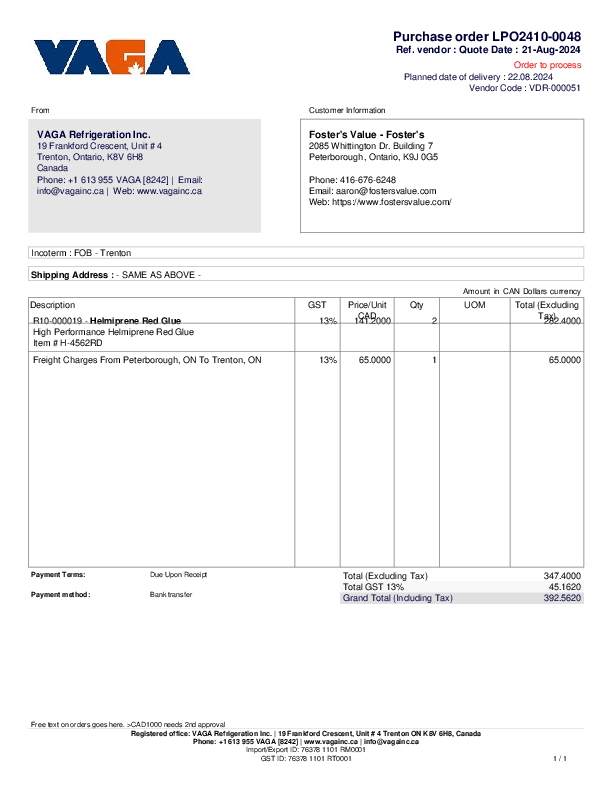 VAGA
Purchase order LPO2410-0048
Ref. vendor : Quote Date : 21-Aug-2024
Order to process
Planned date of delivery : 22.08.2024
Vendor Code : VDR-000051
From
Customer Information
VAGA Refrigeration Inc.
19 Frankford Crescent, Unit # 4
Trenton, Ontario, K8V 6H8
Canada
Phone: +1 613 955 VAGA [8242] | Email:
info@vagainc.ca | Web: www.vagainc.ca
Foster's Value - Foster's
2085 Whittington Dr. Building 7
Peterborough, Ontario, K9J 0G5
Phone: 416-676-6248
Email: aaron@fostersvalue.com
Web: https://www.fostersvalue.com/
Incoterm : FOB - Trenton
Shipping Address : - SAME AS ABOVE -
Amount in CAN Dollars currency
Description GST Price/Unit CAD Qty UOM Total (Excluding Tax)
R10-000019 - Helmiprene Red Glue 13% 141.2000 2 282.4000
High Performance Helmiprene Red Glue
Item # H-4562RD
Freight Charges From Peterborough, ON To Trenton, ON 13% 65.0000 1 65.0000
Payment Terms: Due Upon Receipt
Payment method: Bank transfer
Total (Excluding Tax) 347.4000
Total GST 13% 45.1620
Grand Total (Including Tax) 392.5620
Free text on orders goes here. >CAD1000 needs 2nd approval
Registered office: VAGA Refrigeration Inc. | 19 Frankford Crescent, Unit # 4 Trenton ON K8V 6H8, Canada
Phone: +1 613 955 VAGA [8242] | www.vagainc.ca | info@vagainc.ca
Import/Export ID: 76378 1101 RM0001
GST ID: 76378 1101 RT0001
1 / 1